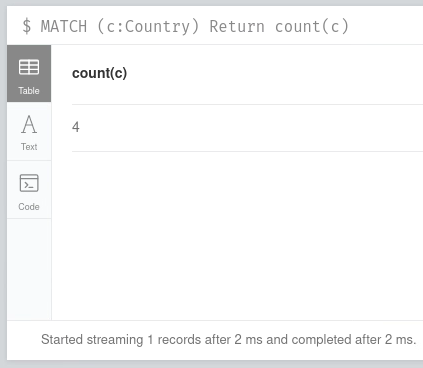 $ MATCH (c:Country) Return count(c)
Table
count(c)
4
A
Text
Code
Started streaming 1 records after 2 ms and completed after 2 ms.